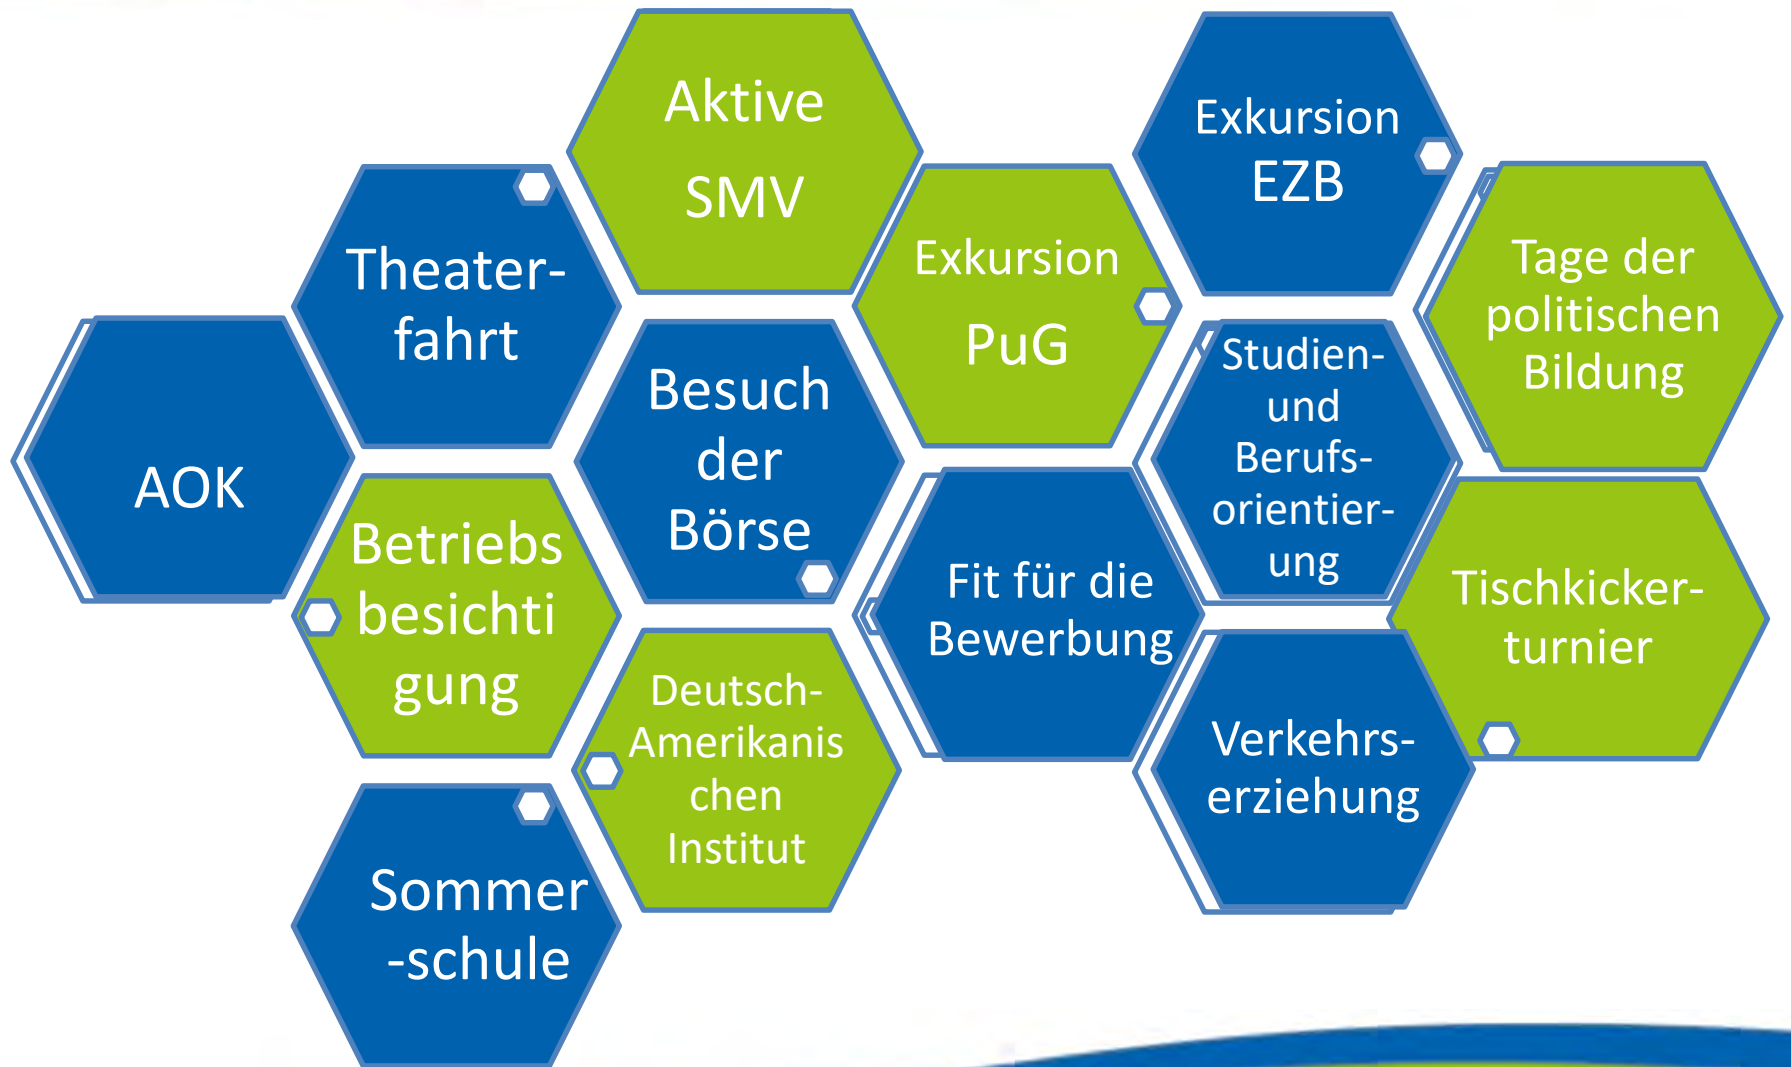 Aktive
SMV
Exkursion
EZB
Theater-
fahrt
Exkursion
PuG
Tage der
politischen
Bildung
AOK
Besuch
der
Börse
Studien-
und
Berufs-
orientier-
ung
Betriebs
besichti
gung
Fit für die
Bewerbung
Tischkicker-
turnier
Deutsch-
Amerikanis
chen
Institut
Verkehrs-
erziehung
Sommer
-schule